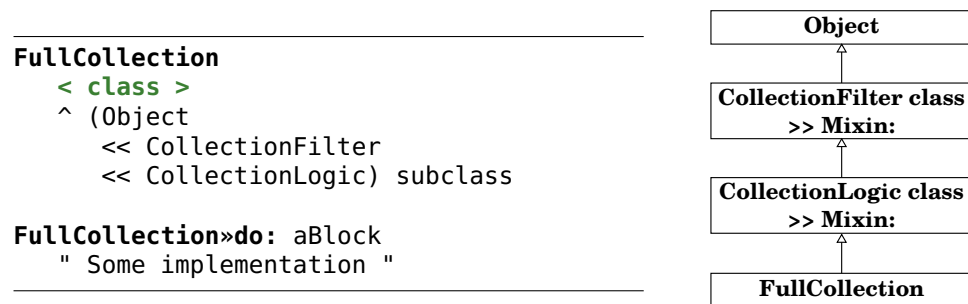 FullCollection
< class >
^ (Object
<< CollectionFilter
<< CollectionLogic) subclass
FullCollection»do: aBlock
" Some implementation "
Object
CollectionFilter class
>> Mixin:
CollectionLogic class
>> Mixin:
FullCollection